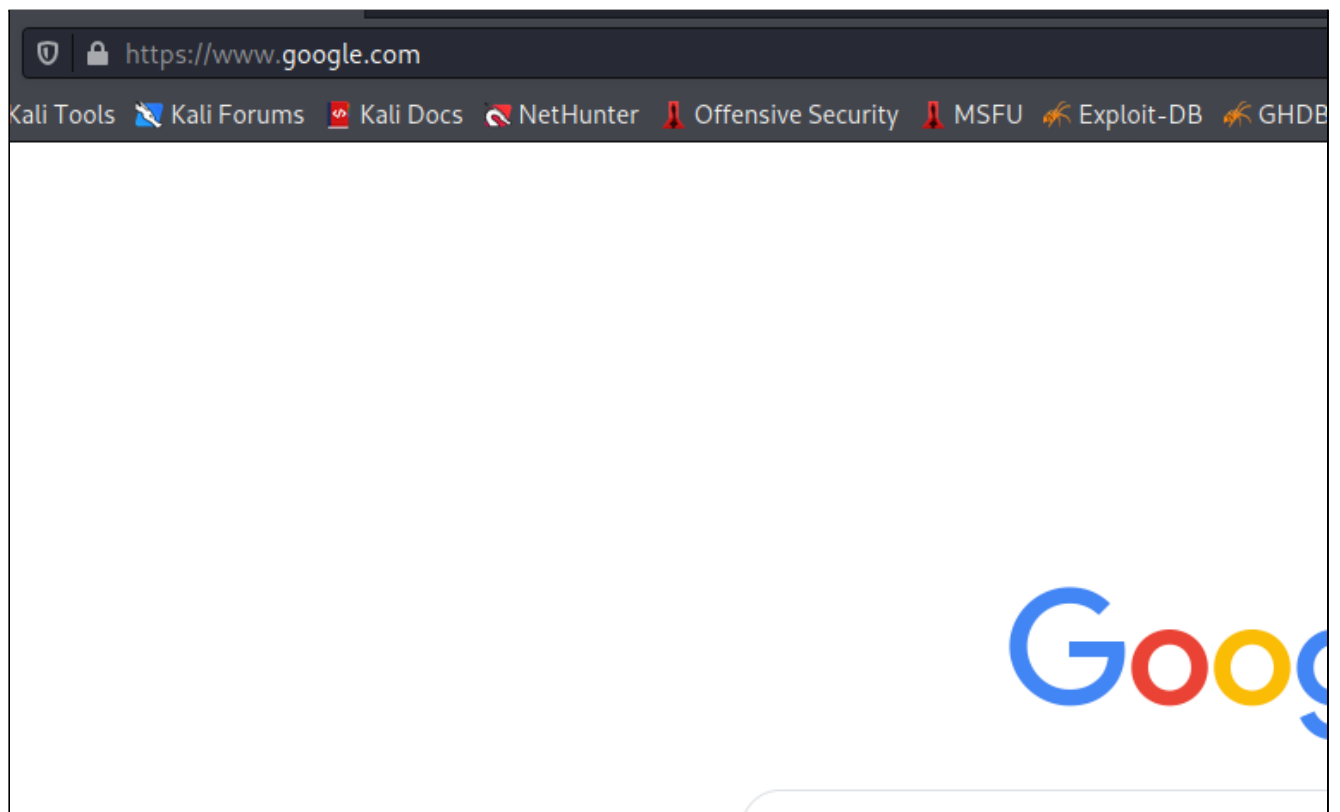 https://www.google.com
Kali Tools Kali Forums Kali Docs NetHunter Offensive Security MSFU Exploit-DB GHDB
Goog